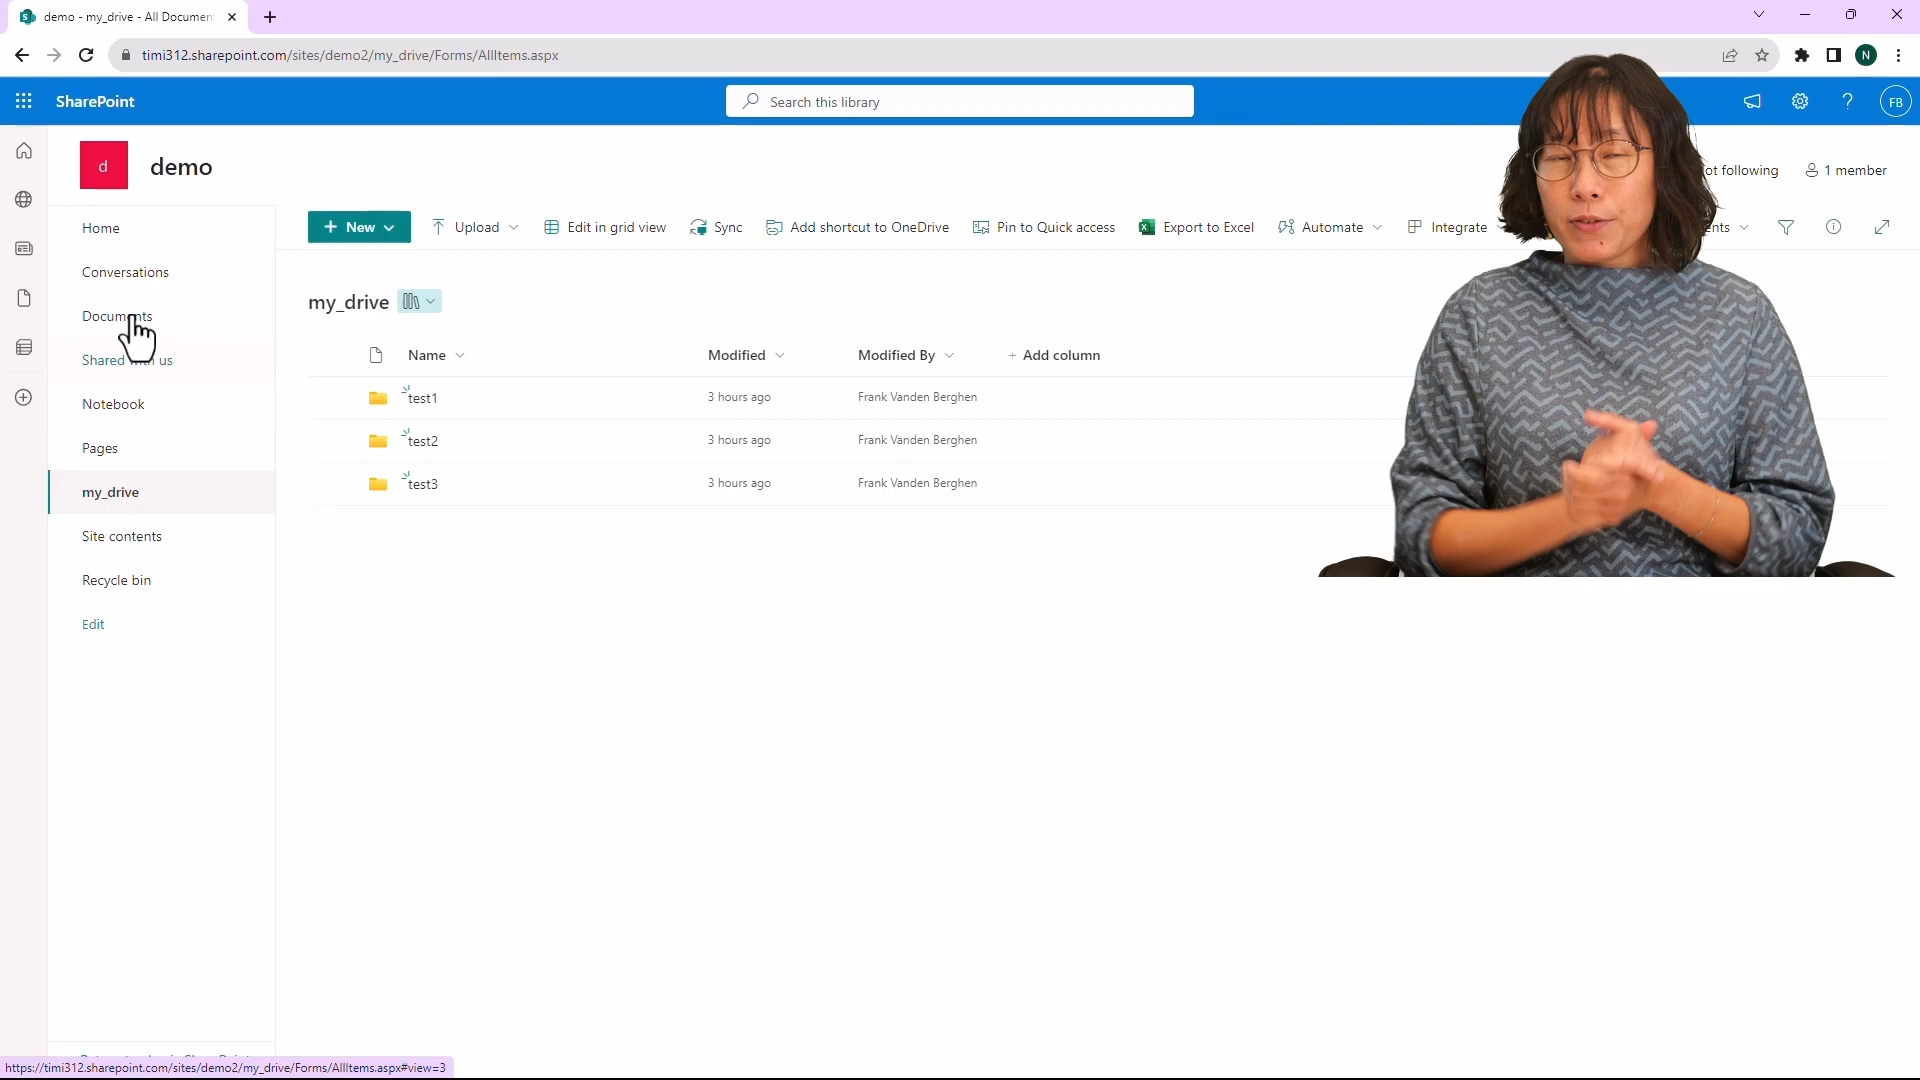 demo - my_drive - All Documen
timi312.sharepoint.com/sites/demo2/my_drive/Forms/AllItems.aspx
N
SharePoint
Search this library
?
FB
d
demo
ot following
1 member
Home
Conversations
Documents
Shared with us
Notebook
Pages
my_drive
Site contents
Recycle bin
Edit
+ New
Upload
Edit in grid view
Sync
Add shortcut to OneDrive
Pin to Quick access
Export to Excel
Automate
Integrate
ents
my_drive
Name
Modified
Modified By
+ Add column
test1
3 hours ago
Frank Vanden Berghen
test2
3 hours ago
Frank Vanden Berghen
test3
3 hours ago
Frank Vanden Berghen
https://timi312.sharepoint.com/sites/demo2/my_drive/Forms/AllItems.aspx#view=3